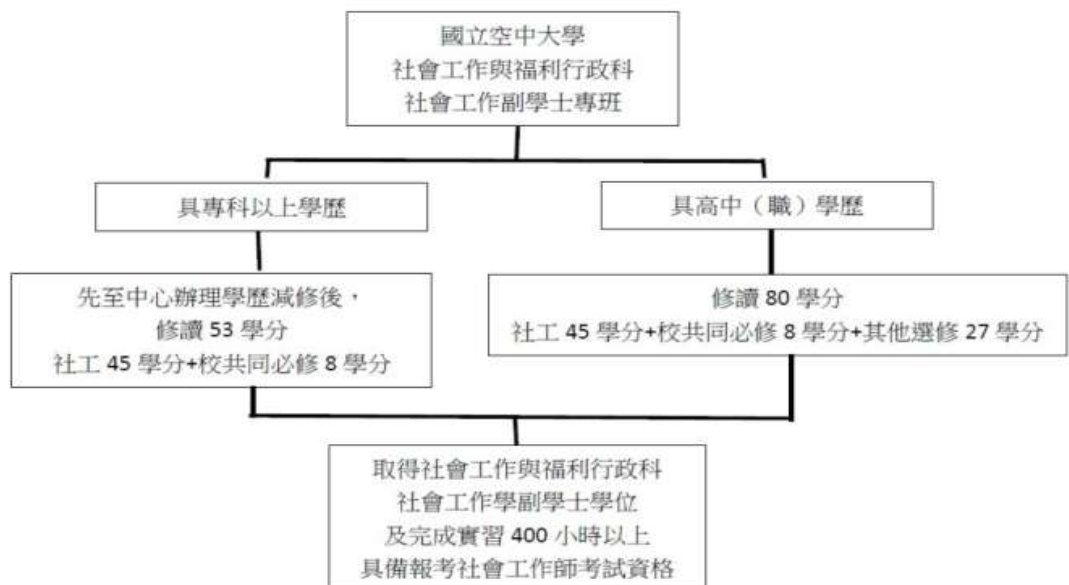 國立空中大學
社會工作與福利行政科
社會工作副學士專班
具專科以上學歷
具高中（職）學歷
先至中心辦理學歷減修後，
修讀 53 學分
社工 45 學分+校共同必修 8 學分
修讀 80 學分
社工 45 學分+校共同必修 8 學分+其他選修 27 學分
取得社會工作與福利行政科
社會工作學副學士學位
及完成實習 400 小時以上
具備報考社會工作師考試資格